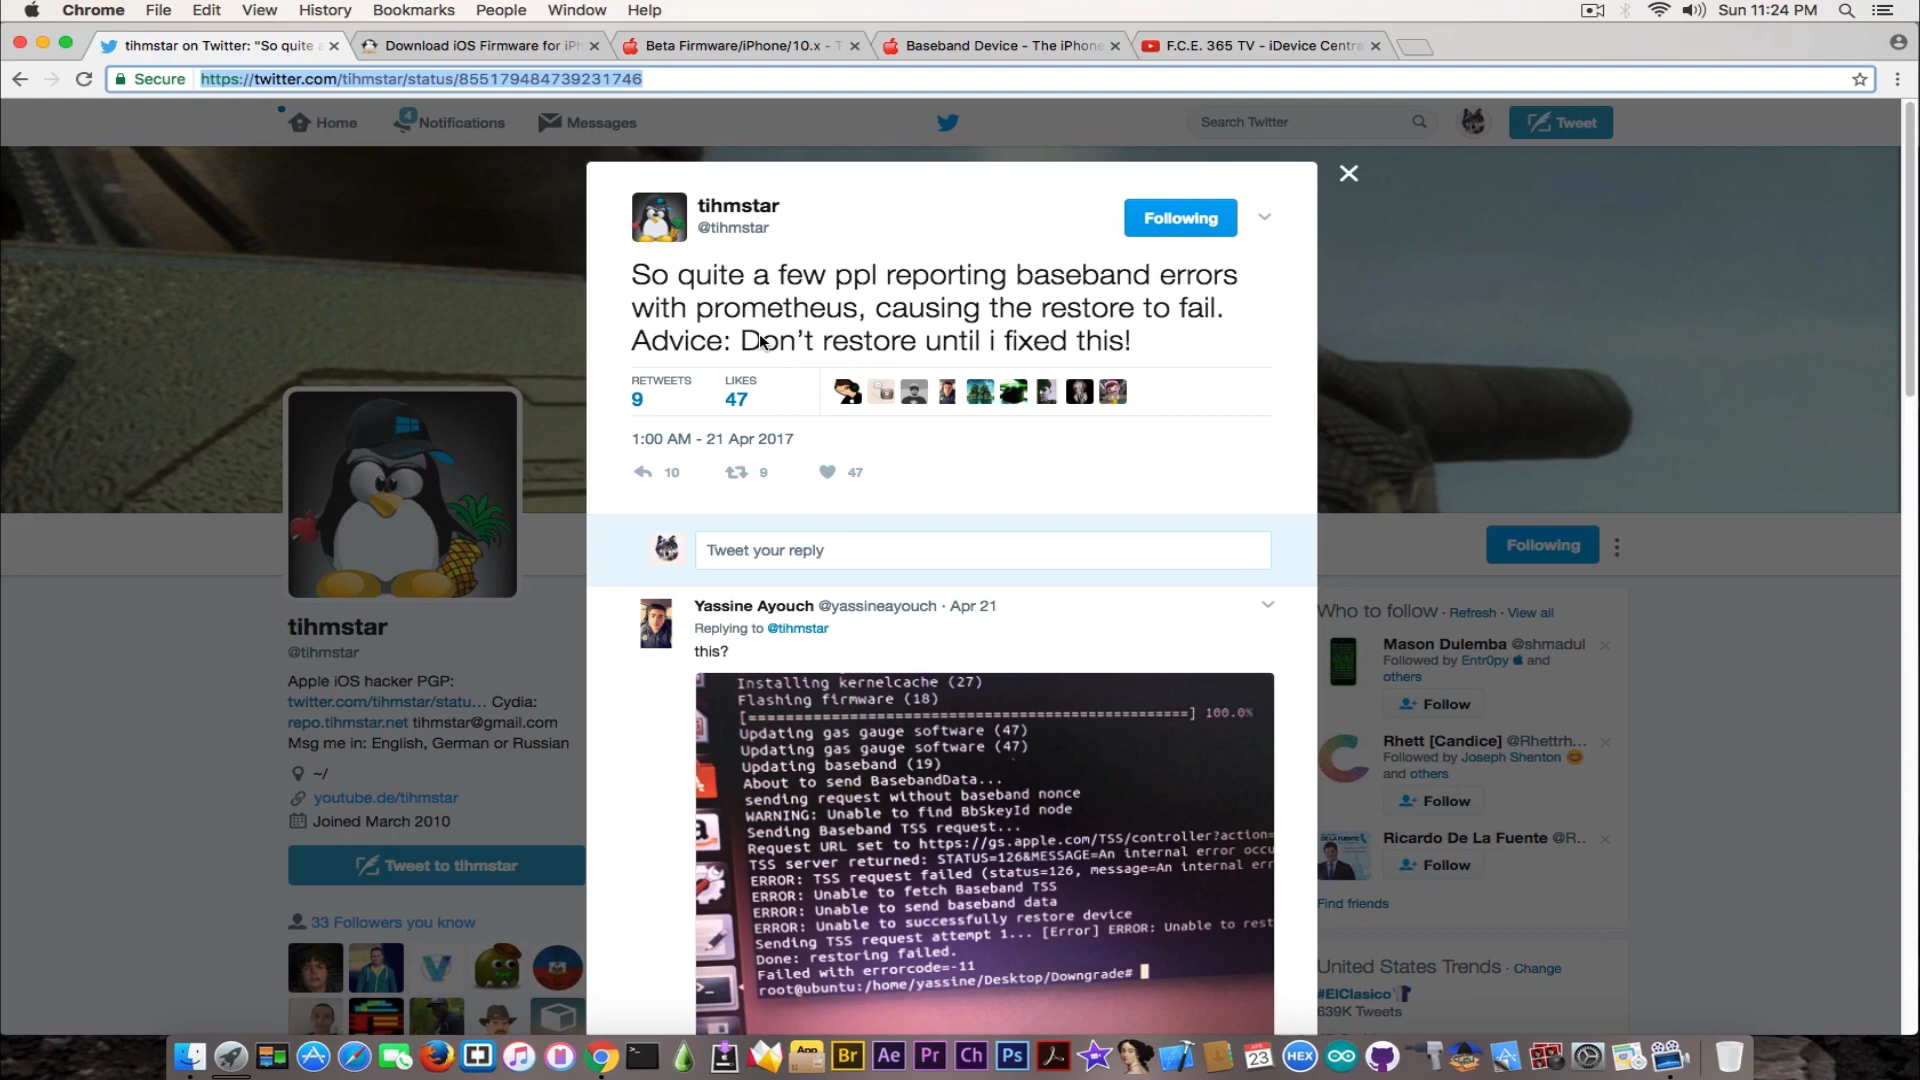 Chrome File Edit View History Bookmarks People Window Help Sun 11:24 PM
tihmstar on Twitter: "So quite a
Download iOS Firmware for iPh
Beta Firmware/iPhone/10.x - T
Baseband Device - The iPhone
F.C.E. 365 TV - iDevice Centra
Secure https://twitter.com/tihmstar/status/855179484739231746
Home
4
Notifications
Messages
Search Twitter
Tweet
tihmstar
@tihmstar
Following
So quite a few ppl reporting baseband errors
with prometheus, causing the restore to fail.
Advice: Don't restore until i fixed this!
RETWEETS
9
LIKES
47
1:00 AM - 21 Apr 2017
10 9 47
Tweet your reply
Yassine Ayouch @yassineayouch · Apr 21
Replying to @tihmstar
this?
Installing kernelcache (27)
Flashing firmware (18)
[==================================================] 100.0%
Updating gas gauge software (47)
Updating gas gauge software (47)
Updating baseband (19)
About to send BasebandData...
sending request without baseband nonce
WARNING: Unable to find BbSkeyId node
Sending Baseband TSS request...
Request URL set to https://gs.apple.com/TSS/controller?action=
TSS server returned: STATUS=126&MESSAGE=An internal error occu
ERROR: TSS request failed (status=126, message=An internal err
ERROR: Unable to fetch Baseband TSS
ERROR: Unable to send baseband data
ERROR: Unable to successfully restore device
Sending TSS request attempt 1... [Error] ERROR: Unable to rest
Done: restoring failed.
Failed with errorcode=-11
root@ubuntu:/home/yassine/Desktop/Downgrade#
tihmstar
@tihmstar
Apple iOS hacker PGP:
twitter.com/tihmstar/statu... Cydia:
repo.tihmstar.net tihmstar@gmail.com
Msg me in: English, German or Russian
~/
youtube.de/tihmstar
Joined March 2010
Tweet to tihmstar
33 Followers you know
Following
Who to follow · Refresh · View all
Mason Dulemba @shmadul
Followed by Entr0py and
others
Follow
Rhett [Candice] @Rhettrh...
Followed by Joseph Shenton
and others
Follow
Ricardo De La Fuente @R..
Follow
Find friends
United States Trends · Change
#ElClasico
639K Tweets
App
Br
Ae
Pr
Ch
Ps
APR
23
HEX